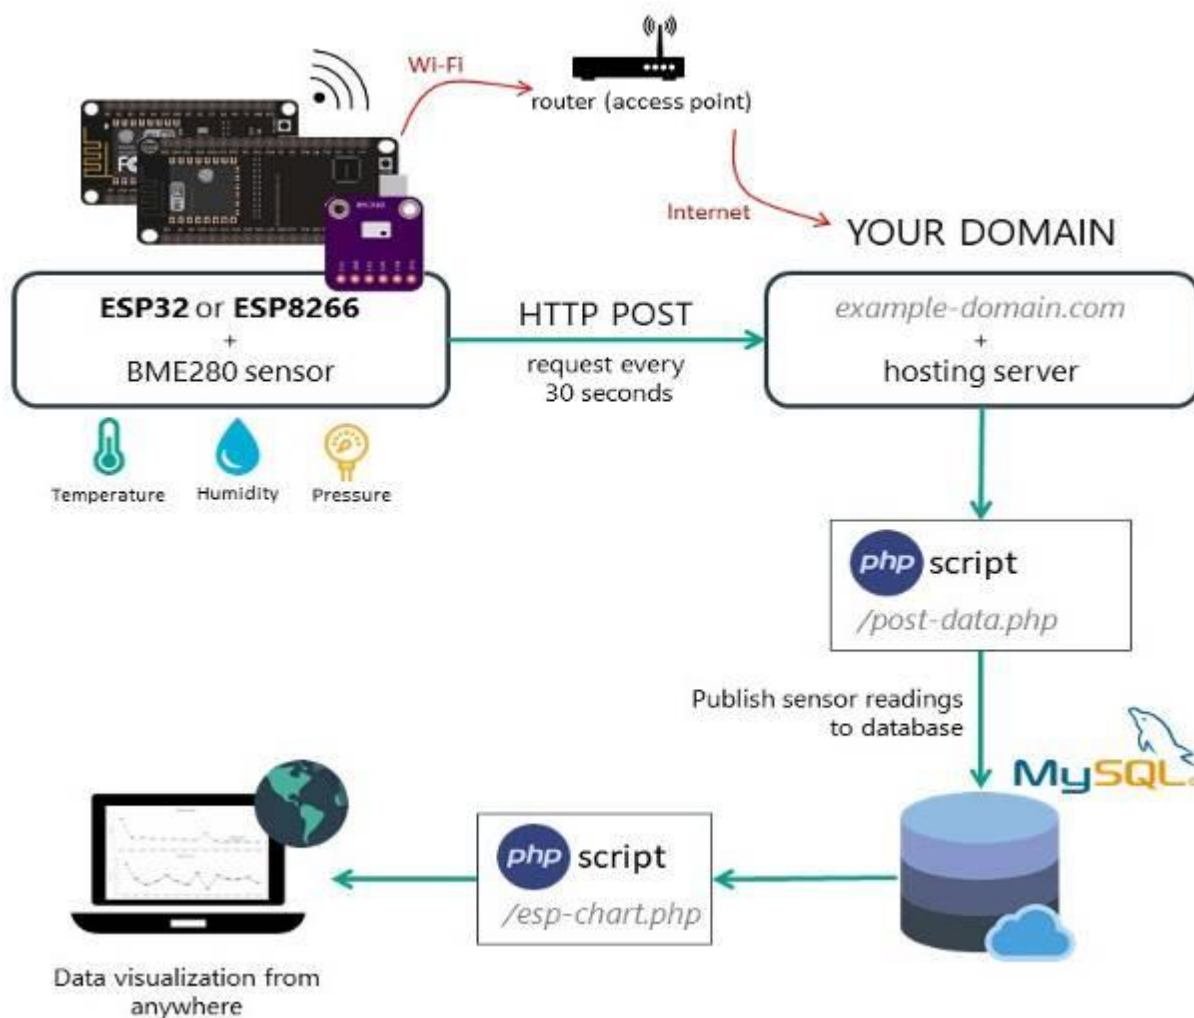 Wi-Fi
router (access point)
Internet
YOUR DOMAIN
ESP32 or ESP8266
+
BME280 sensor
HTTP POST
request every
30 seconds
example-domain.com
+
hosting server
Temperature
Humidity
Pressure
php script
/post-data.php
Publish sensor readings
to database
MySQL
php script
/esp-chart.php
Data visualization from
anywhere